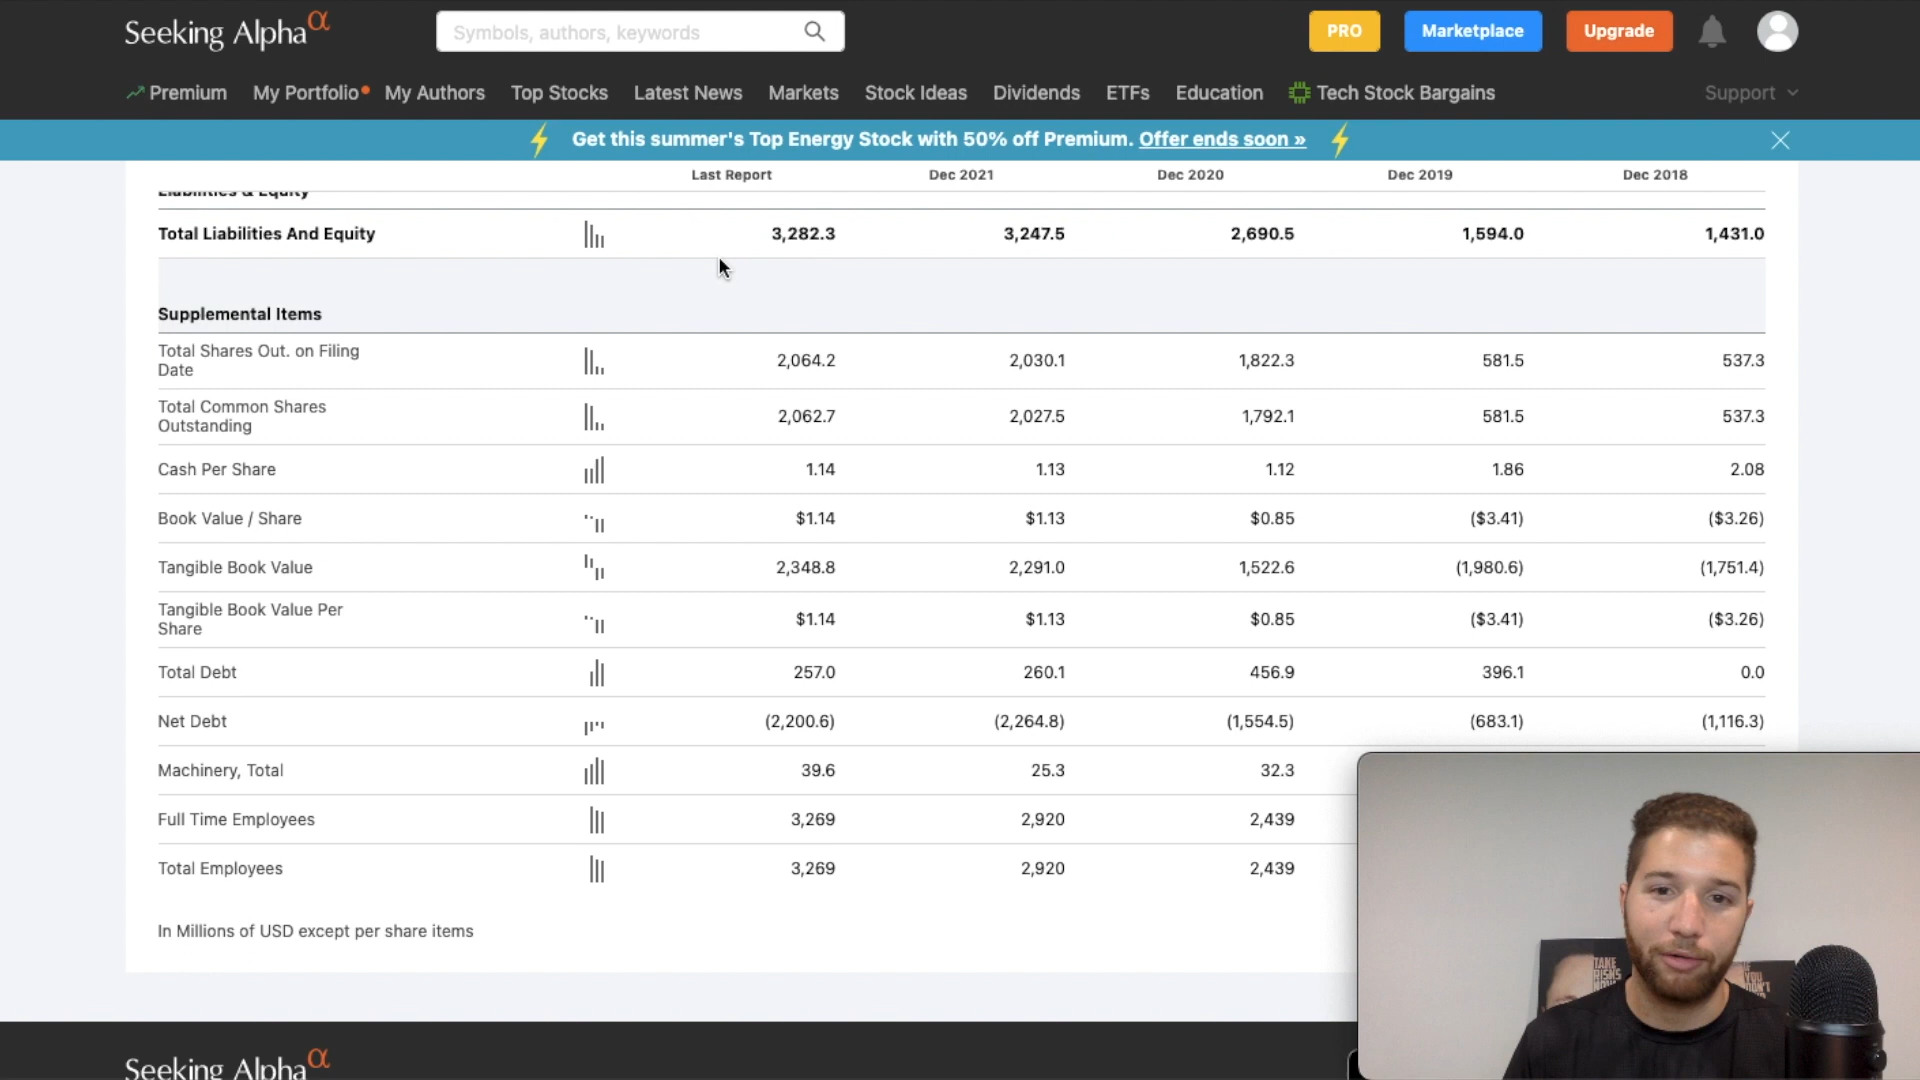 Seeking Alpha α
Symbols, authors, keywords
PRO
Marketplace
Upgrade
Premium My Portfolio My Authors Top Stocks Latest News Markets Stock Ideas Dividends ETFs Education Tech Stock Bargains Support
Get this summer's Top Energy Stock with 50% off Premium. Offer ends soon »
Last Report Dec 2021 Dec 2020 Dec 2019 Dec 2018
Liabilities & Equity
Total Liabilities And Equity 3,282.3 3,247.5 2,690.5 1,594.0 1,431.0
Supplemental Items
Total Shares Out. on Filing
Date 2,064.2 2,030.1 1,822.3 581.5 537.3
Total Common Shares
Outstanding 2,062.7 2,027.5 1,792.1 581.5 537.3
Cash Per Share 1.14 1.13 1.12 1.86 2.08
Book Value / Share $1.14 $1.13 $0.85 ($3.41) ($3.26)
Tangible Book Value 2,348.8 2,291.0 1,522.6 (1,980.6) (1,751.4)
Tangible Book Value Per
Share $1.14 $1.13 $0.85 ($3.41) ($3.26)
Total Debt 257.0 260.1 456.9 396.1 0.0
Net Debt (2,200.6) (2,264.8) (1,554.5) (683.1) (1,116.3)
Machinery, Total 39.6 25.3 32.3
Full Time Employees 3,269 2,920 2,439
Total Employees 3,269 2,920 2,439
In Millions of USD except per share items
TAKE
RISKS
NOW
YOU
DON'T
Seeking Alpha α